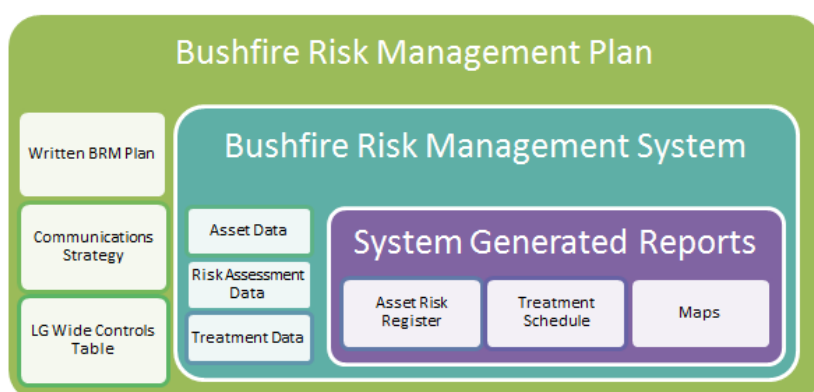 Bushfire Risk Management Plan
Written BRM Plan
Communications
Strategy
LG Wide Controls
Table
Bushfire Risk Management System
Asset Data
Risk Assessment
Data
Treatment Data
System Generated Reports
Asset Risk
Register
Treatment
Schedule
Maps